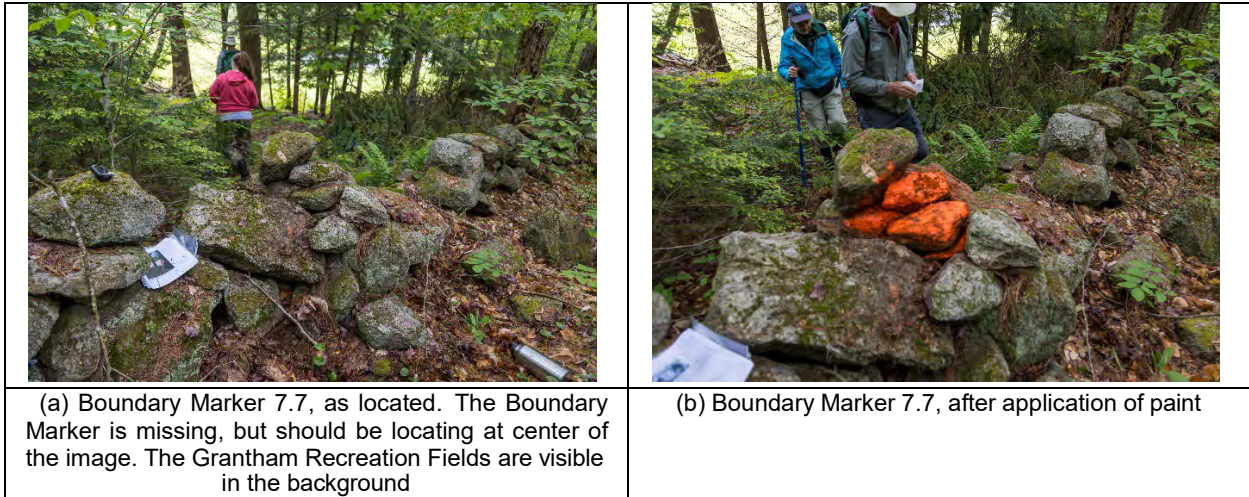 (a) Boundary Marker 7.7, as located. The Boundary
Marker is missing, but should be locating at center of
the image. The Grantham Recreation Fields are visible
in the background
(b) Boundary Marker 7.7, after application of paint